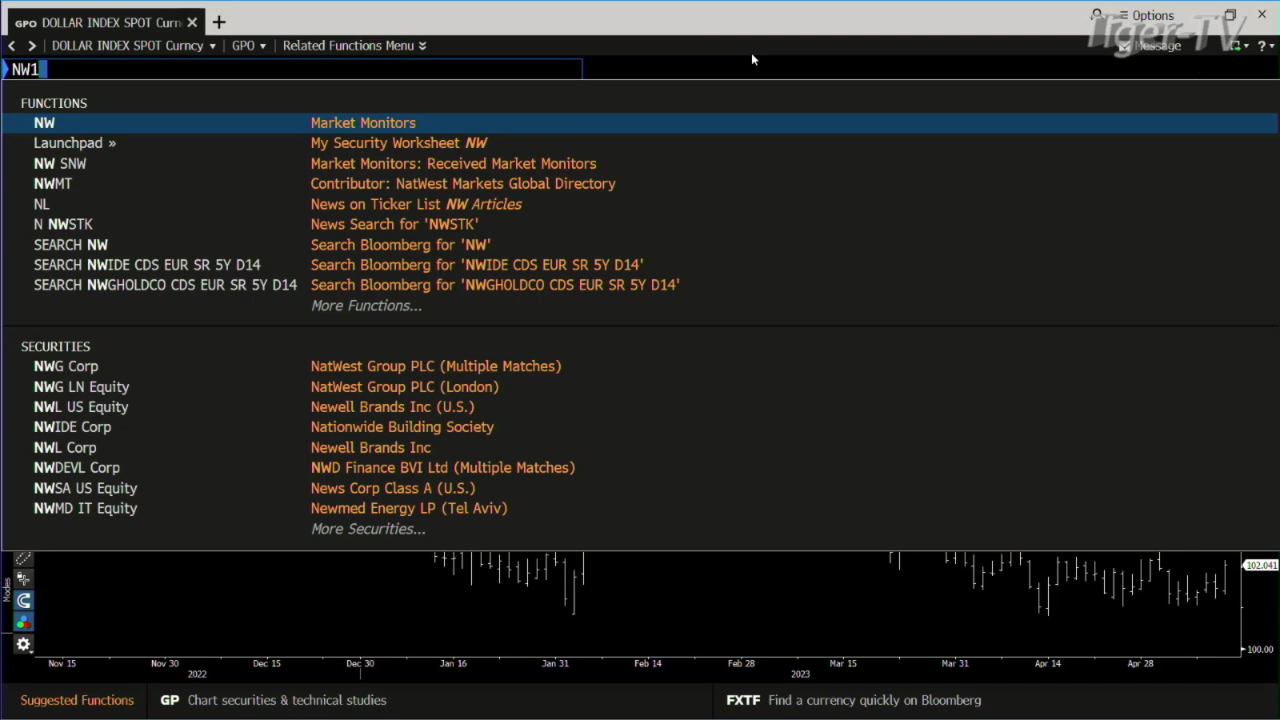 GPO DOLLAR INDEX SPOT Curn
Options
Tiger-TV
DOLLAR INDEX SPOT Curncy GPO Related Functions Menu
Message
NW1
FUNCTIONS
NW Market Monitors
Launchpad » My Security Worksheet NW
NW SNW Market Monitors: Received Market Monitors
NWMT Contributor: NatWest Markets Global Directory
NL News on Ticker List NW Articles
N NWSTK News Search for 'NWSTK'
SEARCH NW Search Bloomberg for 'NW'
SEARCH NWIDE CDS EUR SR 5Y D14 Search Bloomberg for 'NWIDE CDS EUR SR 5Y D14'
SEARCH NWGHOLDCO CDS EUR SR 5Y D14 Search Bloomberg for 'NWGHOLDCO CDS EUR SR 5Y D14'
More Functions...
SECURITIES
NWG Corp NatWest Group PLC (Multiple Matches)
NWG LN Equity NatWest Group PLC (London)
NWL US Equity Newell Brands Inc (U.S.)
NWIDE Corp Nationwide Building Society
NWL Corp Newell Brands Inc
NWDEVL Corp NWD Finance BVI Ltd (Multiple Matches)
NWSA US Equity News Corp Class A (U.S.)
NWMD IT Equity Newmed Energy LP (Tel Aviv)
More Securities...
102.041
Modes
100.00
Nov 15 Nov 30 Dec 15 Dec 30 Jan 16 Jan 31 Feb 14 Feb 28 Mar 15 Mar 31 Apr 14 Apr 28
2022 2023
Suggested Functions GP Chart securities & technical studies FXTF Find a currency quickly on Bloomberg